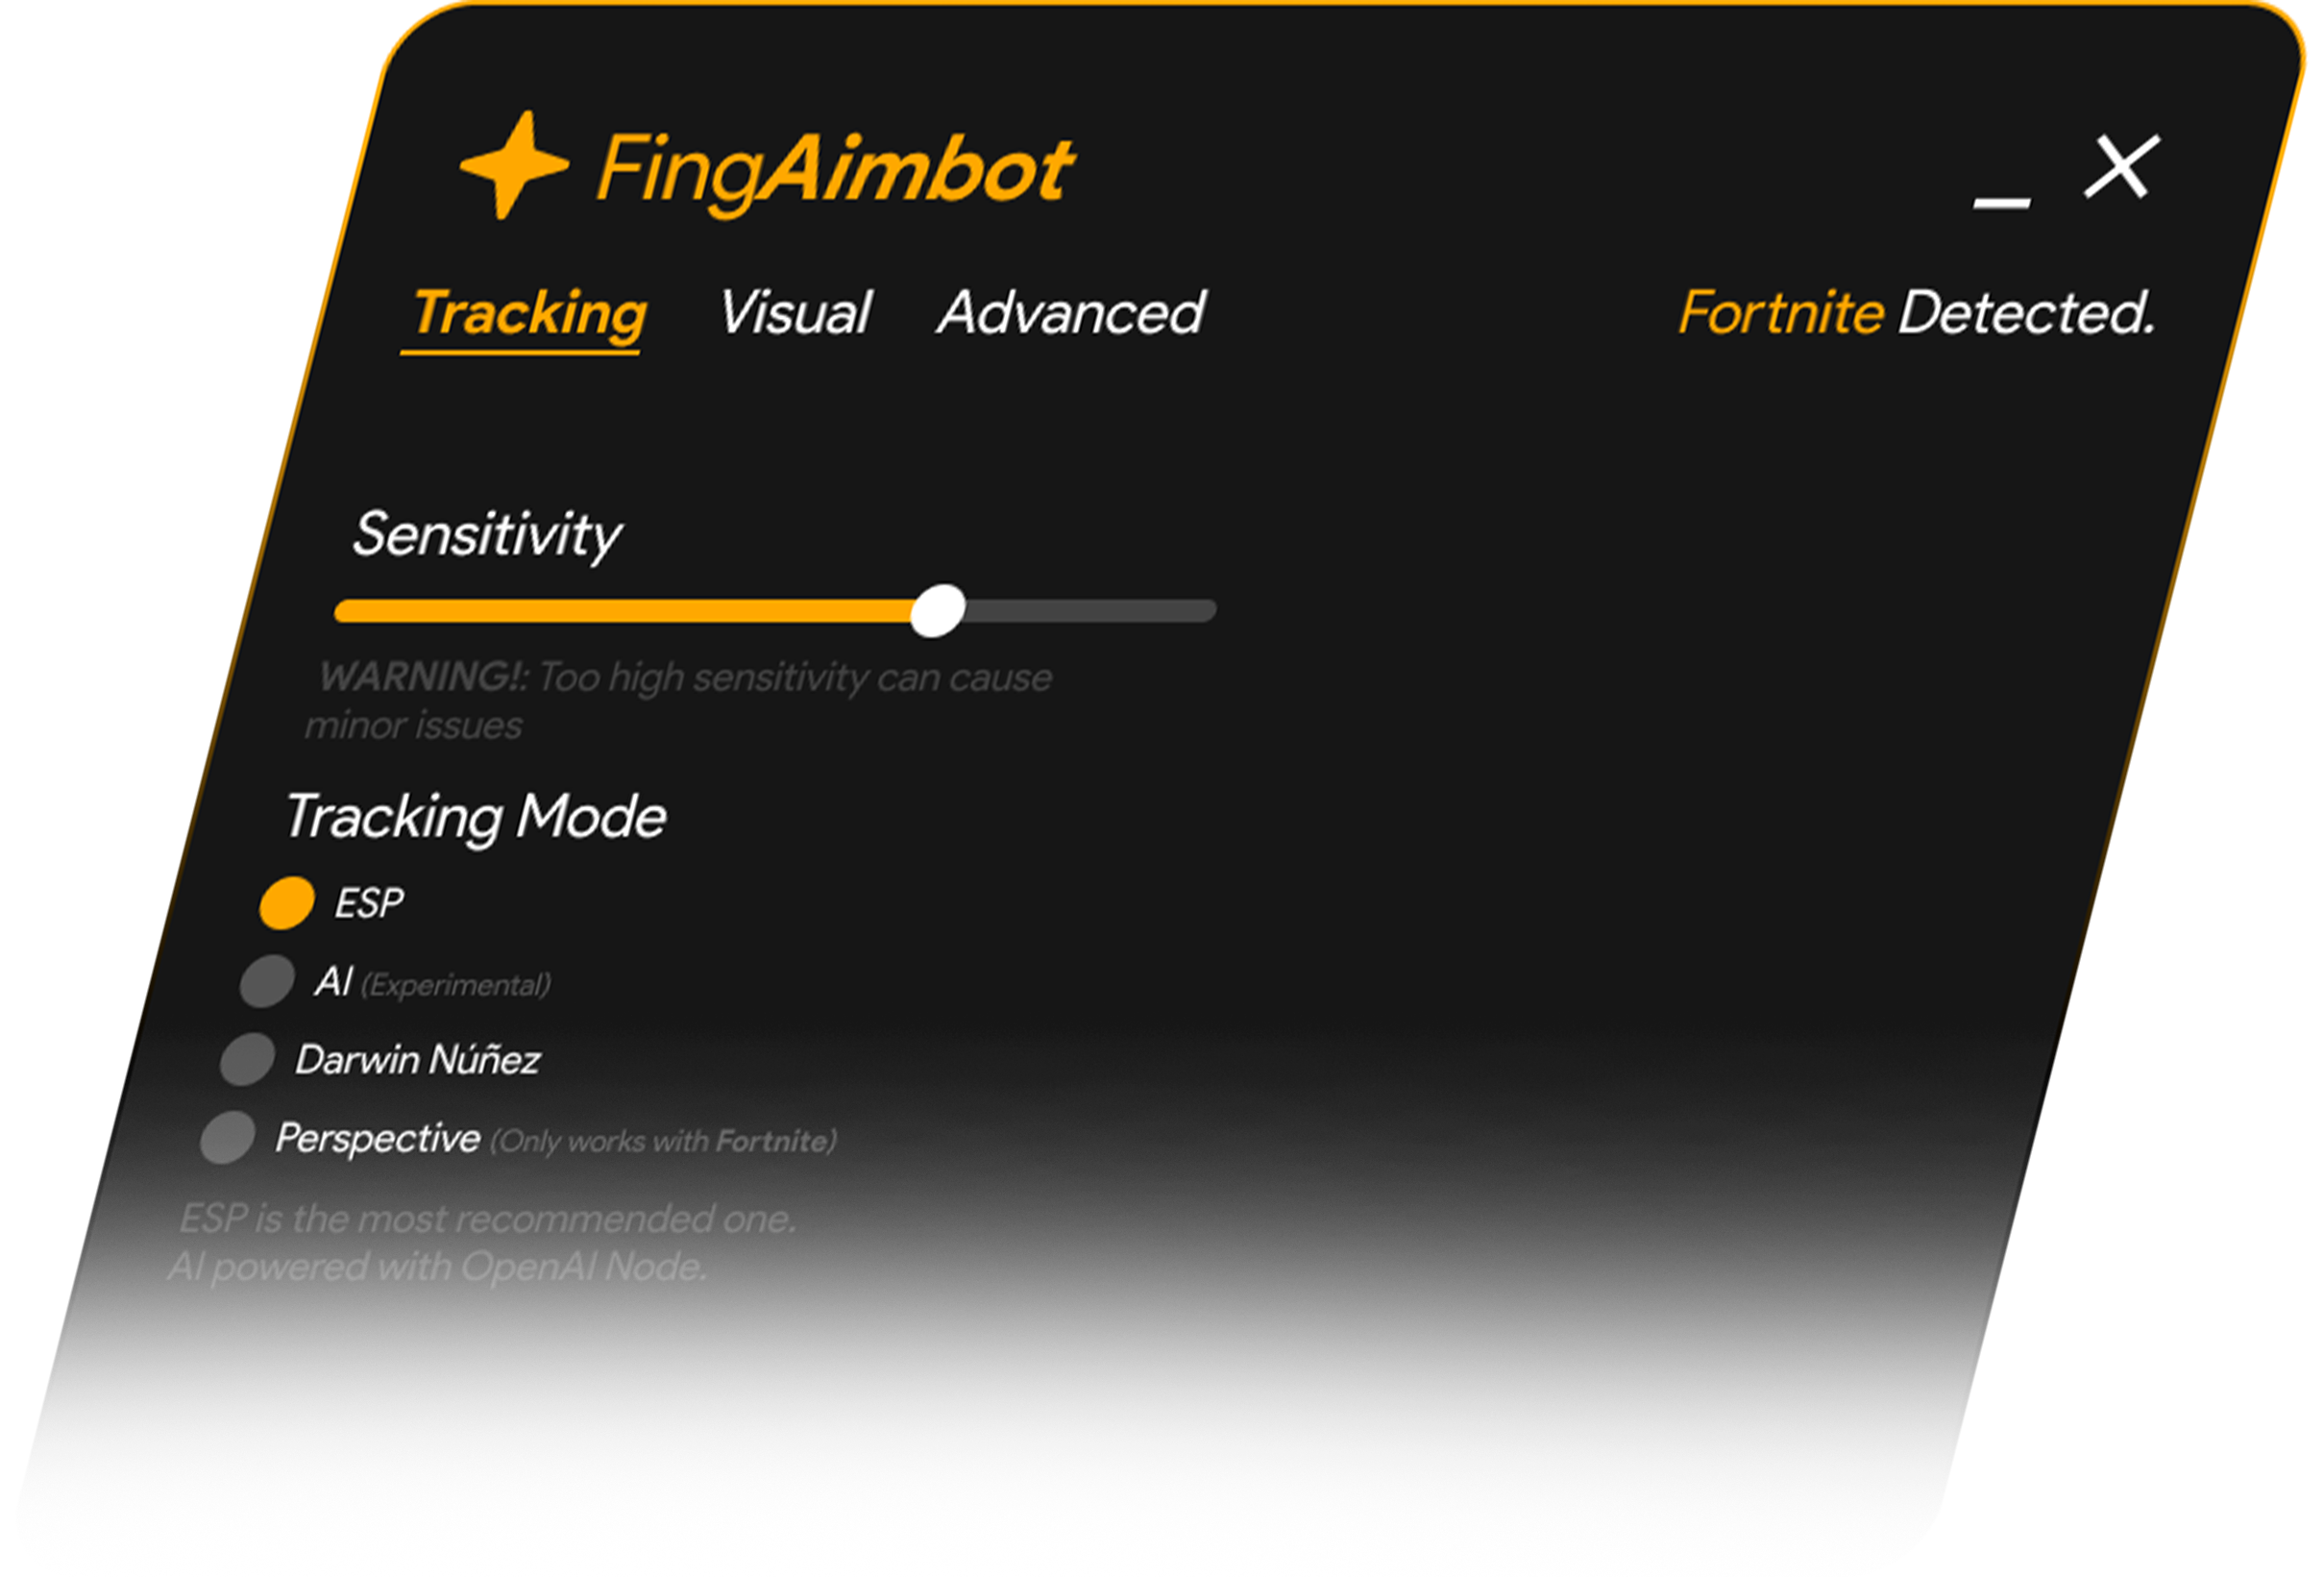 FingAimbot
Tracking Visual Advanced Fortnite Detected.
Sensitivity
WARNING!: Too high sensitivity can cause
minor issues
Tracking Mode
ESP
AI (Experimental)
Darwin Núñez
Perspective (Only works with Fortnite)
ESP is the most recommended one.
AI powered with OpenAI Node.